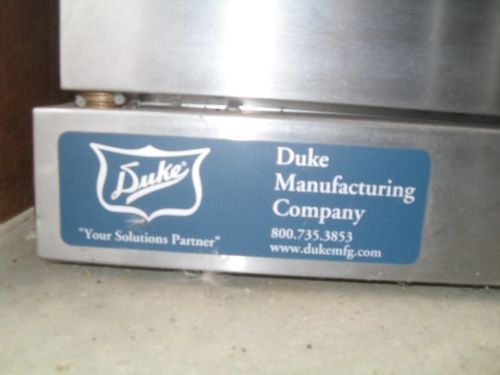 Duke
"Your Solutions Partner"
Duke
Manufacturing
Company
800.735.3853
www.dukemfg.com